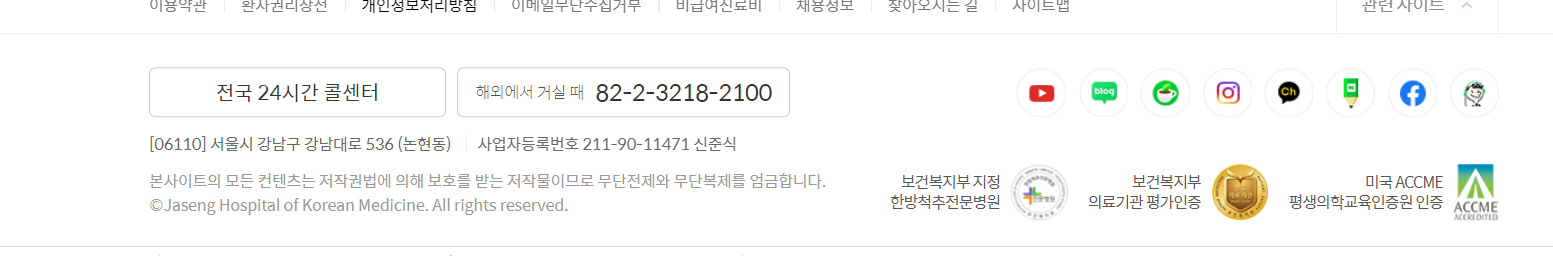 이용약관 환자권리장전 개인정보처리방침 이메일무단수집거부 비급여진료비 채용정보 찾아오시는 길 사이트맵 관련 사이트
전국 24시간 콜센터
해외에서 거실 때 82-2-3218-2100
blog
Ch
[06110] 서울시 강남구 강남대로 536 (논현동) 사업자등록번호 211-90-11471 신준식
본사이트의 모든 컨텐츠는 저작권법에 의해 보호를 받는 저작물이므로 무단전제와 무단복제를 엄금합니다.
©Jaseng Hospital of Korean Medicine. All rights reserved.
보건복지부 지정
한방척추전문병원
전문병원
보건복지부
의료기관 평가인증
미국 ACCME
평생의학교육인증원 인증
ACCME
ACCREDITED